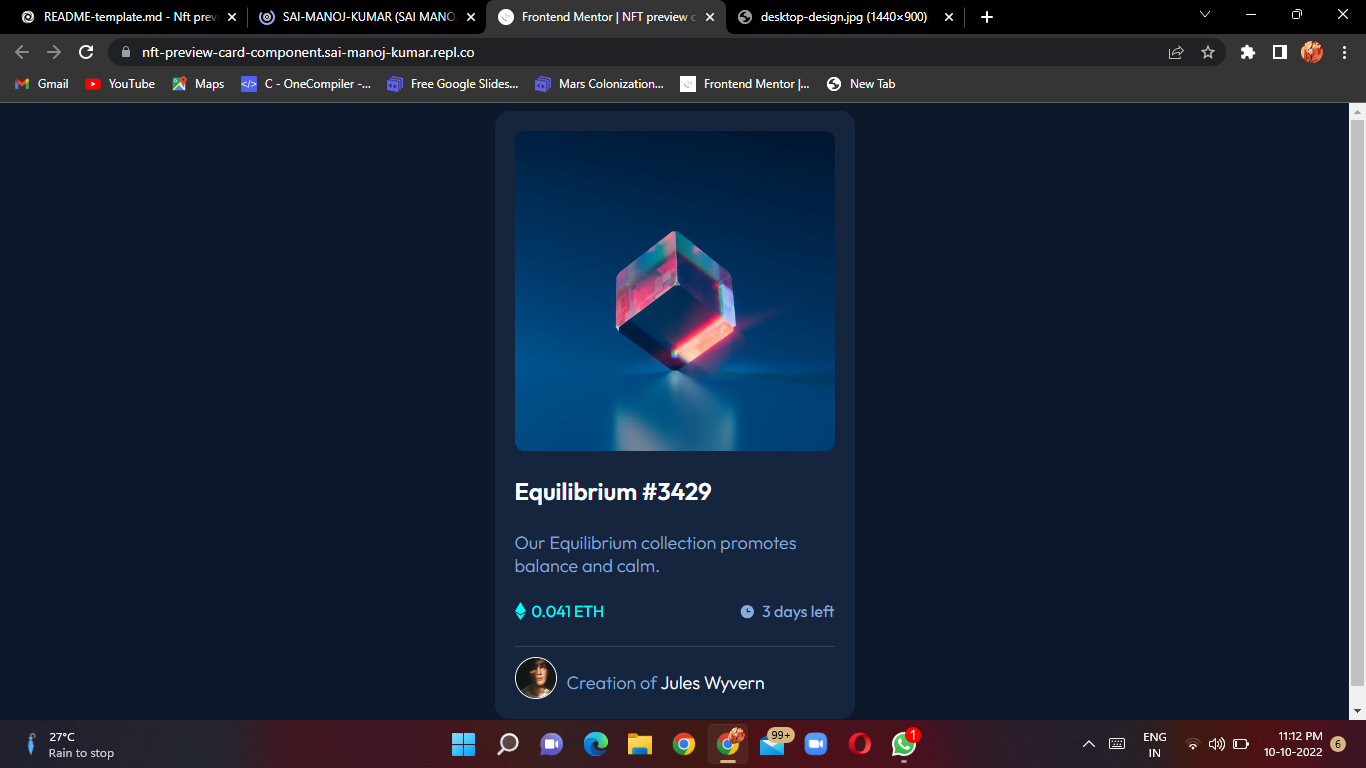 README-template.md - Nft prev
SAI-MANOJ-KUMAR (SAI MANO
Frontend Mentor | NFT preview c
desktop-design.jpg (1440×900)
nft-preview-card-component.sai-manoj-kumar.repl.co
Gmail
YouTube
Maps
C - OneCompiler -...
Free Google Slides...
Mars Colonization...
Frontend Mentor |...
New Tab
Equilibrium #3429
Our Equilibrium collection promotes
balance and calm.
0.041 ETH
3 days left
Creation of Jules Wyvern
27°C
Rain to stop
99+
1
ENG
IN
11:12 PM
10-10-2022
6